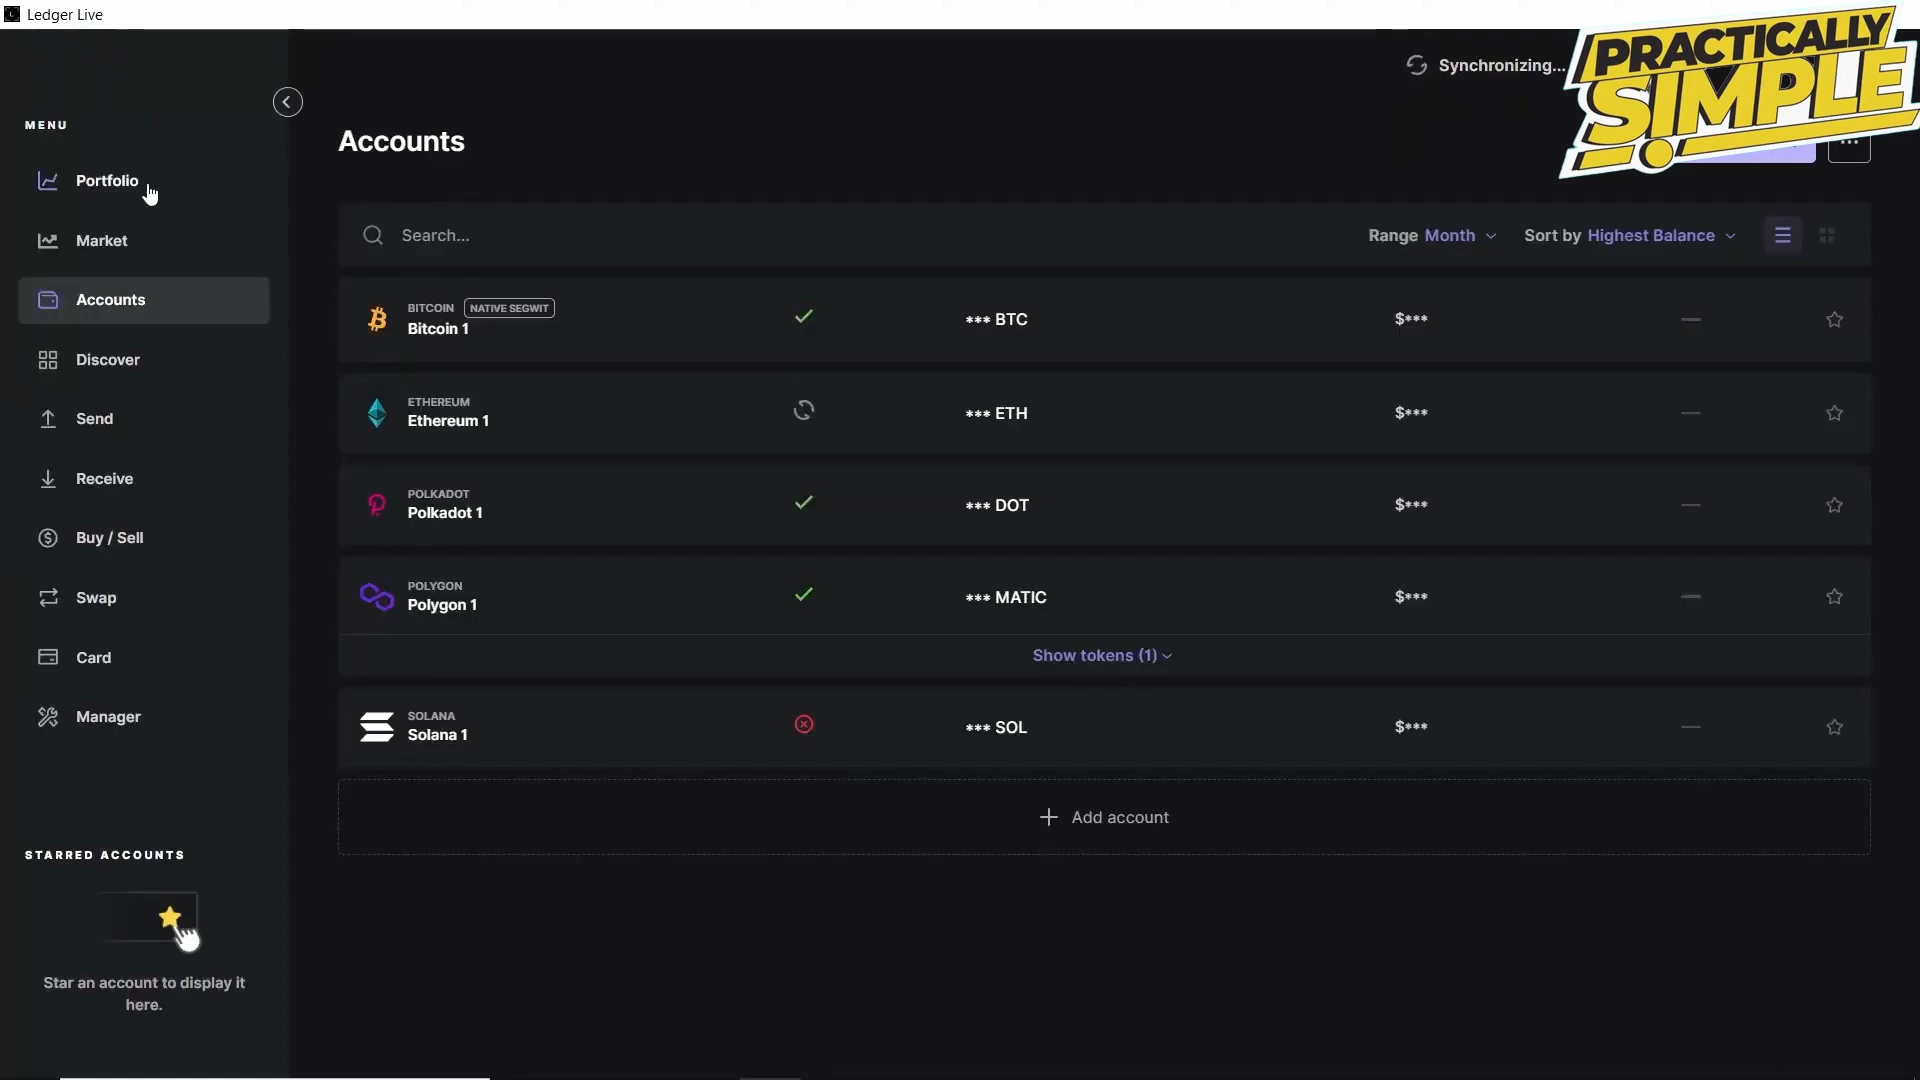 Ledger Live
PRACTICALLY
SIMPLE
Synchronizing...
MENU
Accounts
Portfolio
Market
Accounts
Discover
Send
Receive
Buy / Sell
Swap
Card
Manager
STARRED ACCOUNTS
Star an account to display it
here.
Search...
Range Month
Sort by Highest Balance
BITCOIN NATIVE SEGWIT
Bitcoin 1
*** BTC
$***
ETHEREUM
Ethereum 1
*** ETH
$***
POLKADOT
Polkadot 1
*** DOT
$***
POLYGON
Polygon 1
*** MATIC
$***
Show tokens (1)
SOLANA
Solana 1
*** SOL
$***
+ Add account